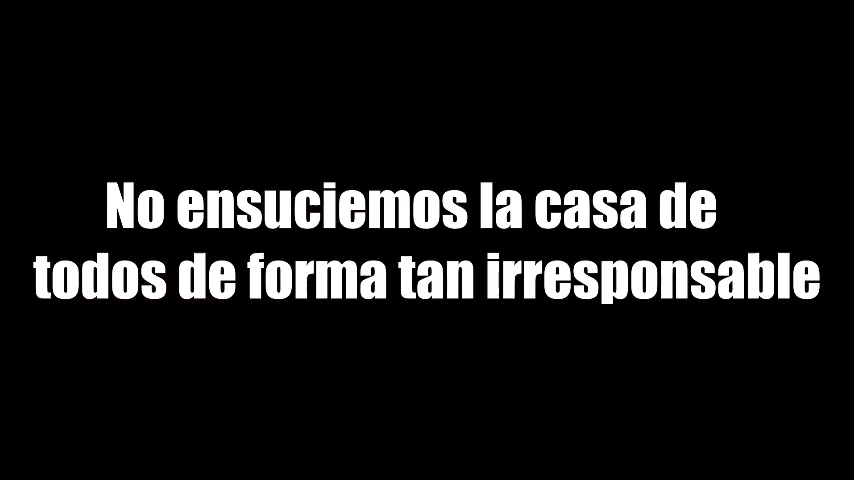 No ensuciemos la casa de
todos de forma tan irresponsable